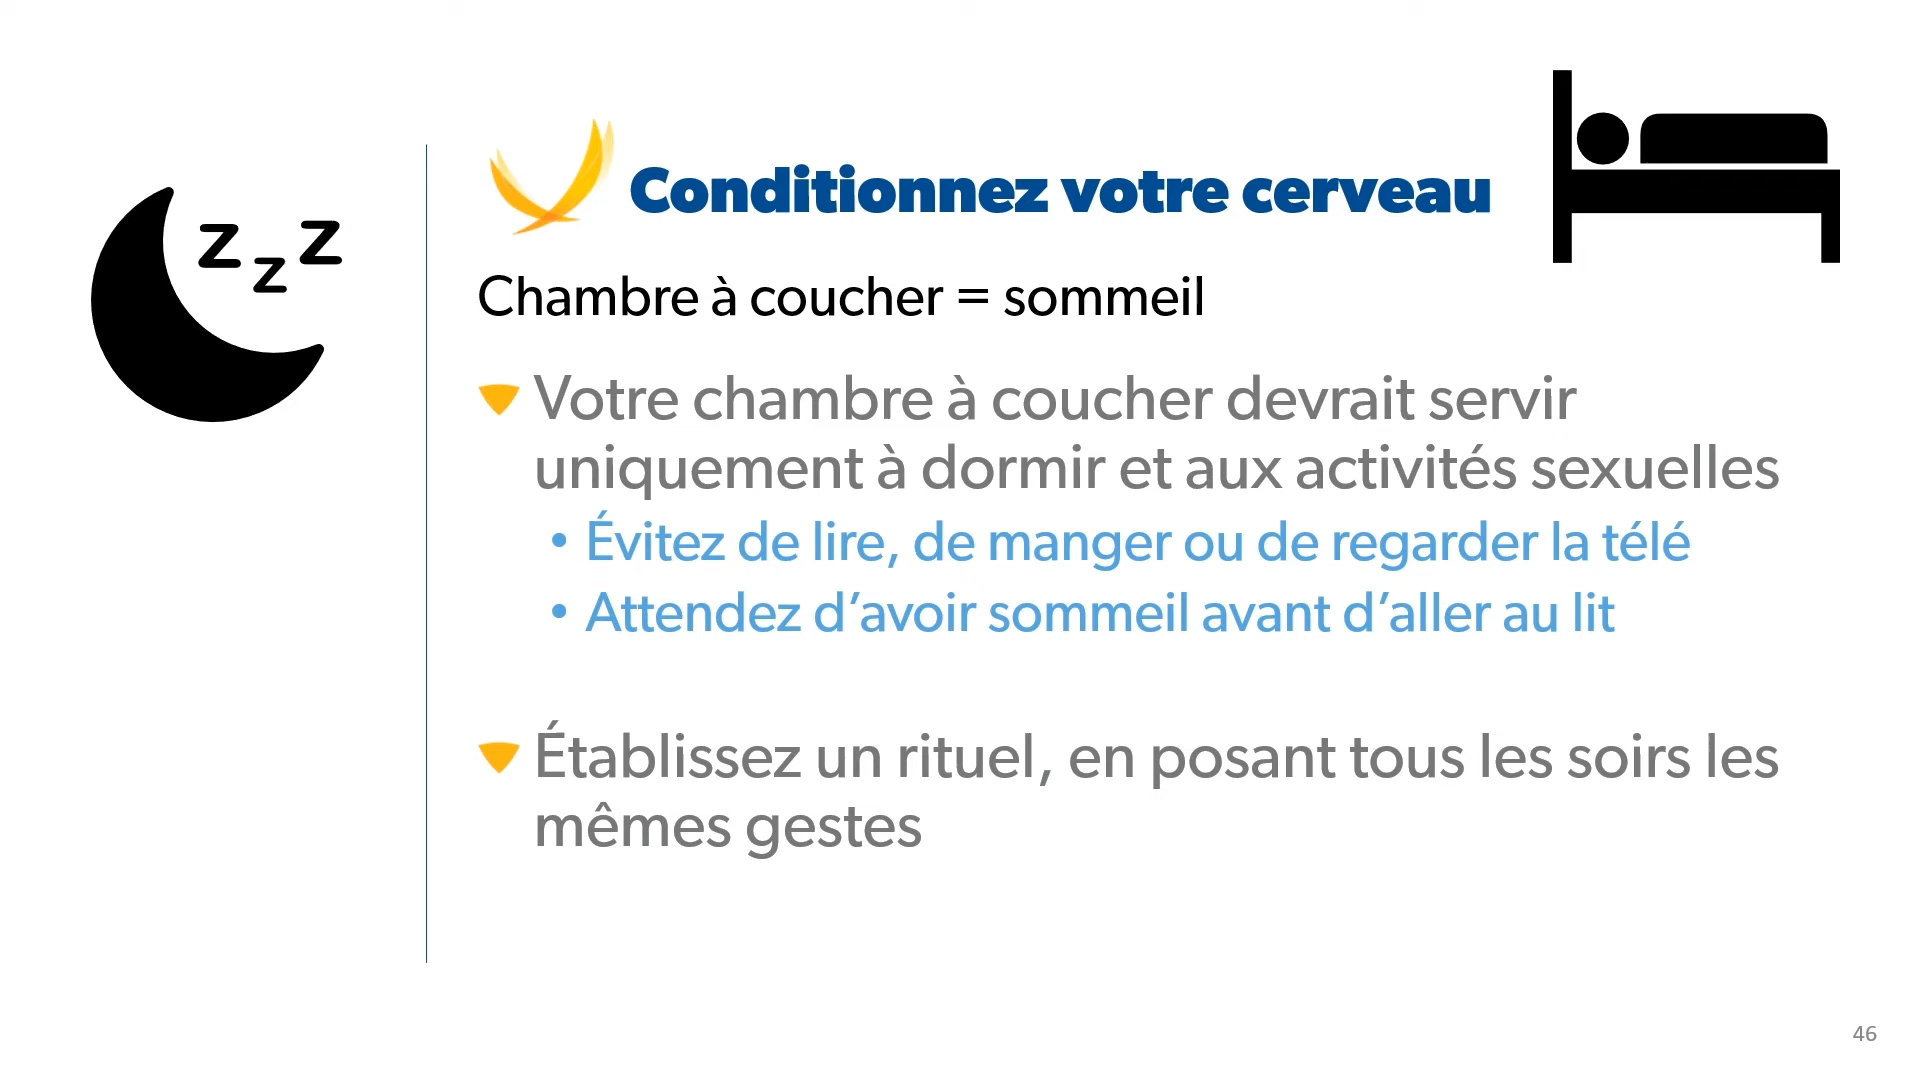 z z z
Conditionnez votre cerveau
Chambre à coucher = sommeil
Votre chambre à coucher devrait servir
uniquement à dormir et aux activités sexuelles
• Évitez de lire, de manger ou de regarder la télé
• Attendez d’avoir sommeil avant d’aller au lit
Établissez un rituel, en posant tous les soirs les
mêmes gestes
46